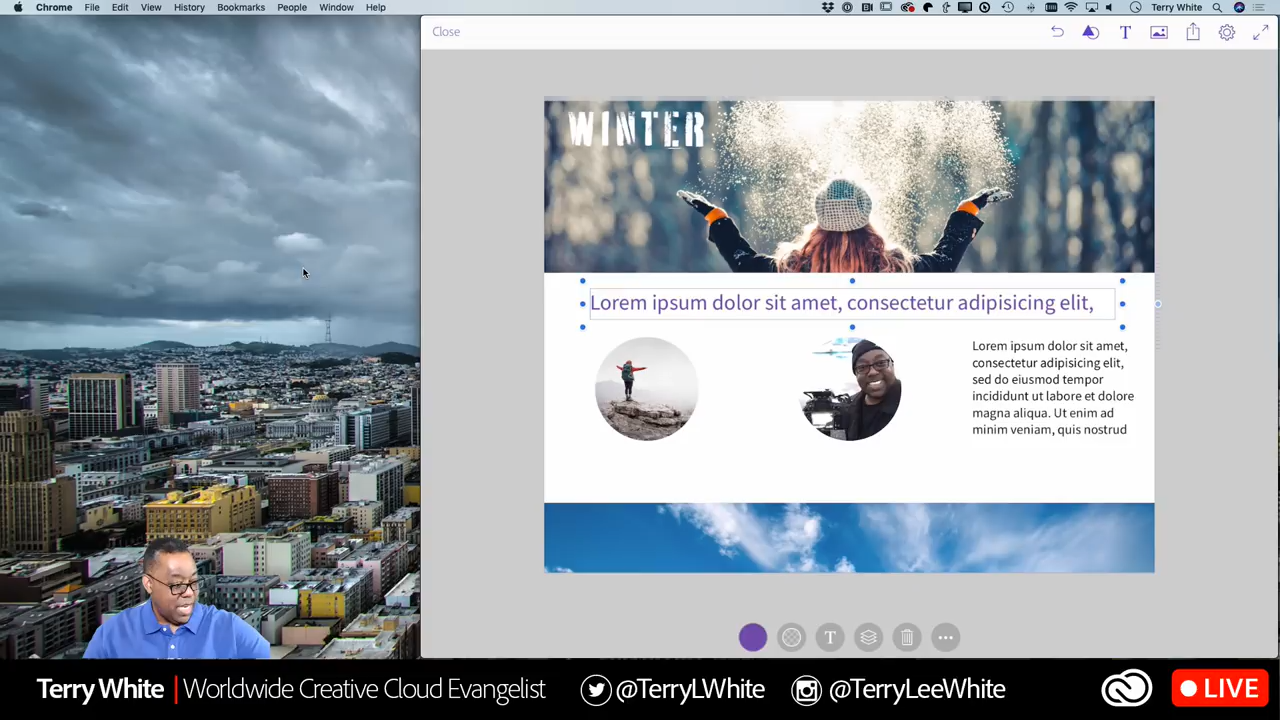 Chrome File Edit View History Bookmarks People Window Help Terry White
Close
WINTER
Lorem ipsum dolor sit amet, consectetur adipisicing elit,
Lorem ipsum dolor sit amet,
consectetur adipisicing elit,
sed do eiusmod tempor
incididunt ut labore et dolore
magna aliqua. Ut enim ad
minim veniam, quis nostrud
Terry White | Worldwide Creative Cloud Evangelist @TerryLWhite @TerryLeeWhite LIVE